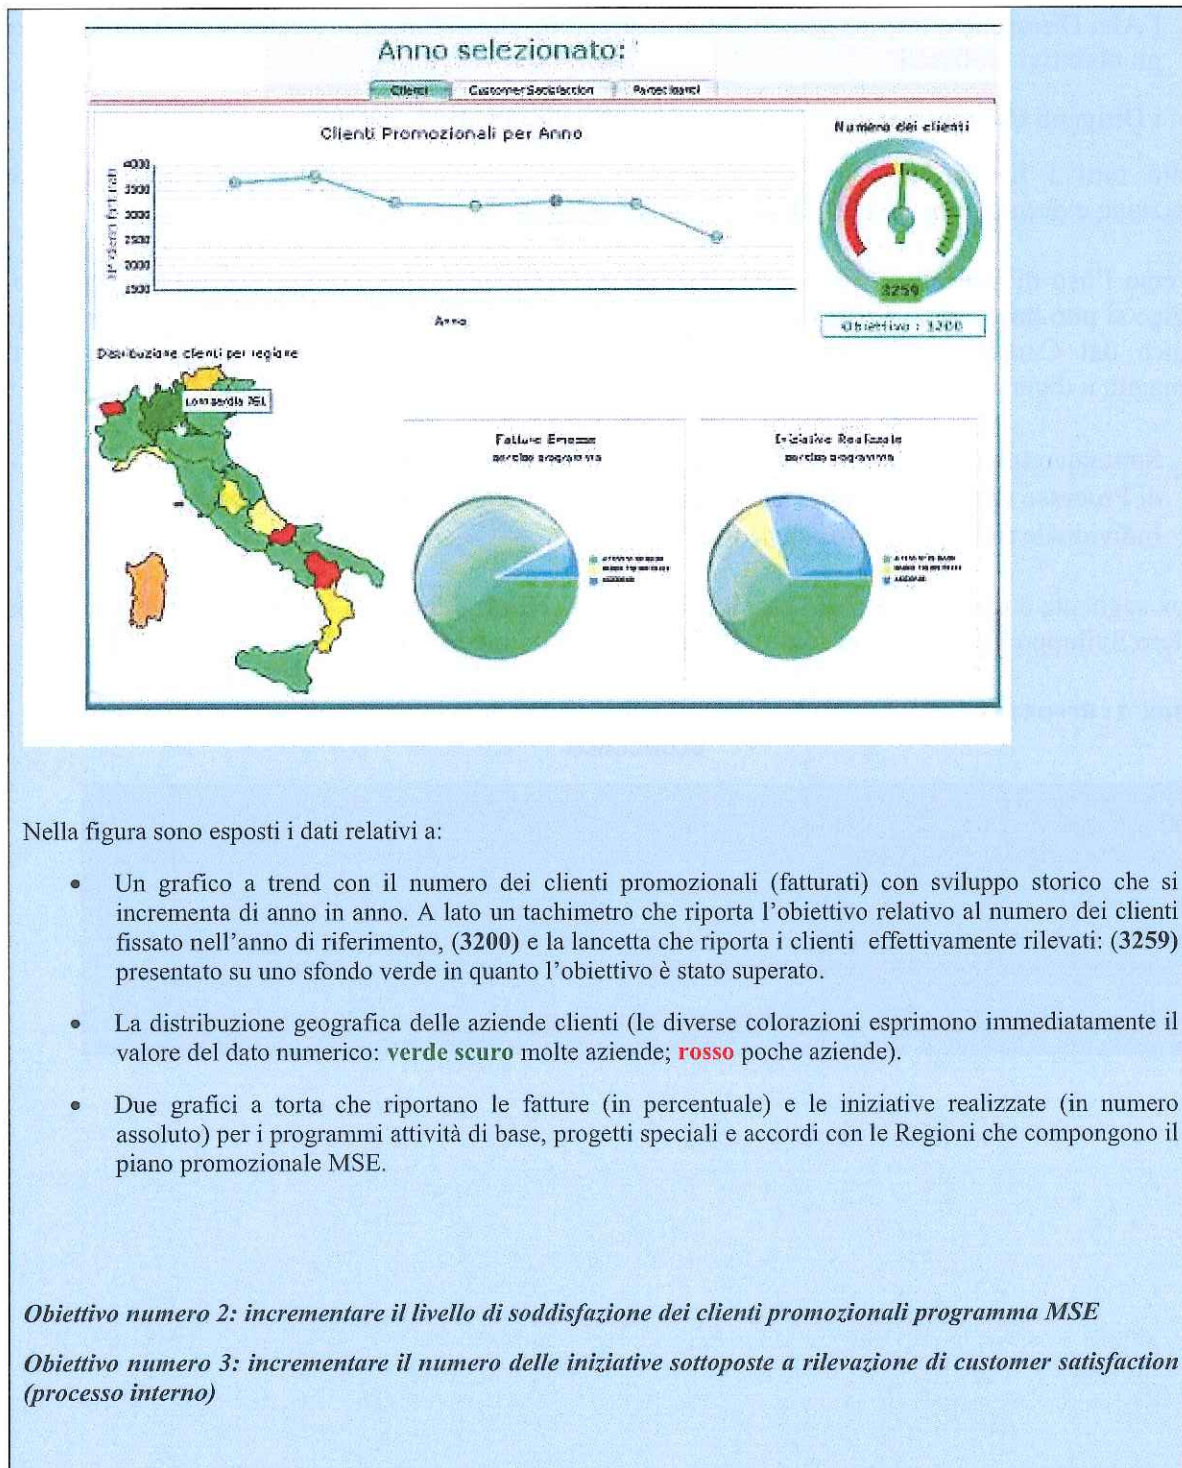 Anno selezionato:
Clienti Customer Satisfaction Partecipanti
Clienti Promozionali per Anno
4000
3500
3000
2500
2000
1500
Anno
Numero dei clienti
3259
Obiettivo : 3200
Distribuzione clienti per regione
Lombardia 761
Fatture Emesse
per tipo programma
Iniziative Realizzate
per tipo programma
Nella figura sono esposti i dati relativi a:
• Un grafico a trend con il numero dei clienti promozionali (fatturati) con sviluppo storico che si
incrementa di anno in anno. A lato un tachimetro che riporta l'obiettivo relativo al numero dei clienti
fissato nell'anno di riferimento, (3200) e la lancetta che riporta i clienti effettivamente rilevati: (3259)
presentato su uno sfondo verde in quanto l'obiettivo è stato superato.
• La distribuzione geografica delle aziende clienti (le diverse colorazioni esprimono immediatamente il
valore del dato numerico: verde scuro molte aziende; rosso poche aziende).
• Due grafici a torta che riportano le fatture (in percentuale) e le iniziative realizzate (in numero
assoluto) per i programmi attività di base, progetti speciali e accordi con le Regioni che compongono il
piano promozionale MSE.
Obiettivo numero 2: incrementare il livello di soddisfazione dei clienti promozionali programma MSE
Obiettivo numero 3: incrementare il numero delle iniziative sottoposte a rilevazione di customer satisfaction
(processo interno)